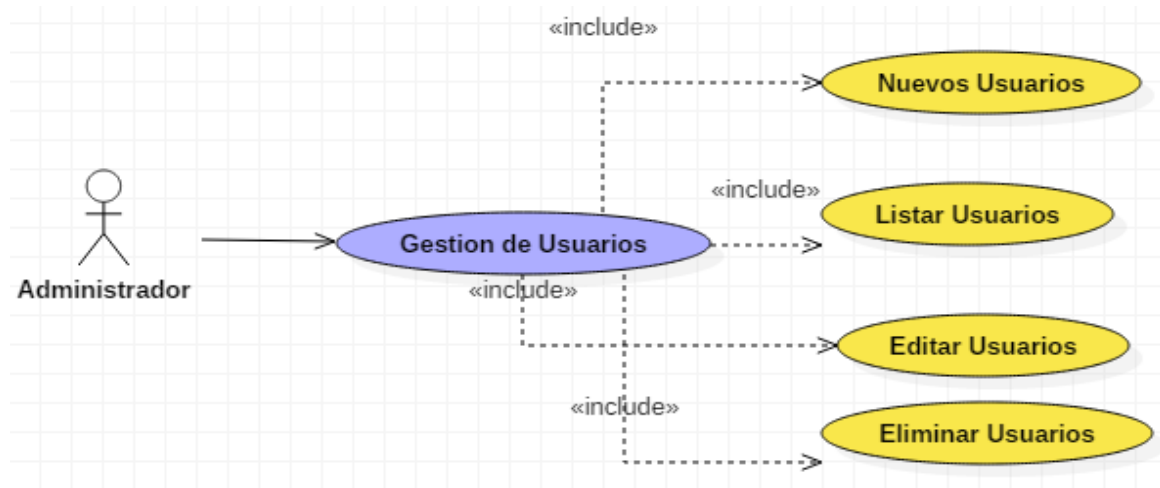 «include»
Nuevos Usuarios
«include»
Listar Usuarios
Gestion de Usuarios
Administrador
«include»
Editar Usuarios
«include»
Eliminar Usuarios